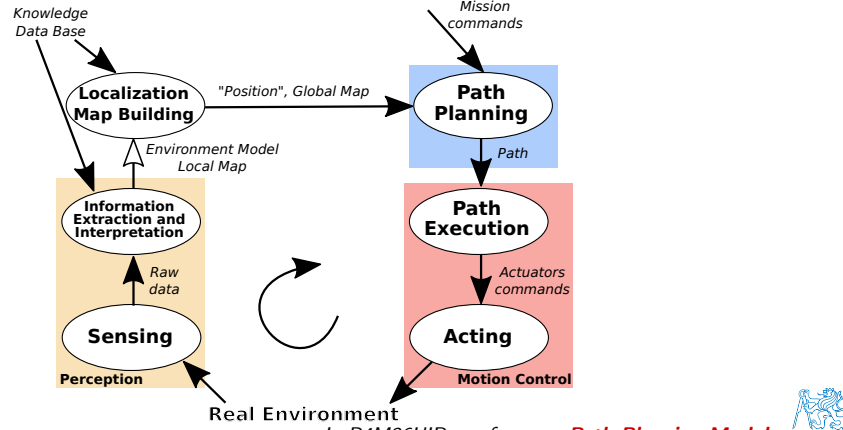 Knowledge
Data Base
Mission
commands
Localization
Map Building
"Position", Global Map
Path
Planning
Environment Model
Local Map
Path
Information
Extraction and
Interpretation
Path
Execution
Raw
data
Actuators
commands
Sensing
Acting
Perception
Motion Control
Real Environment